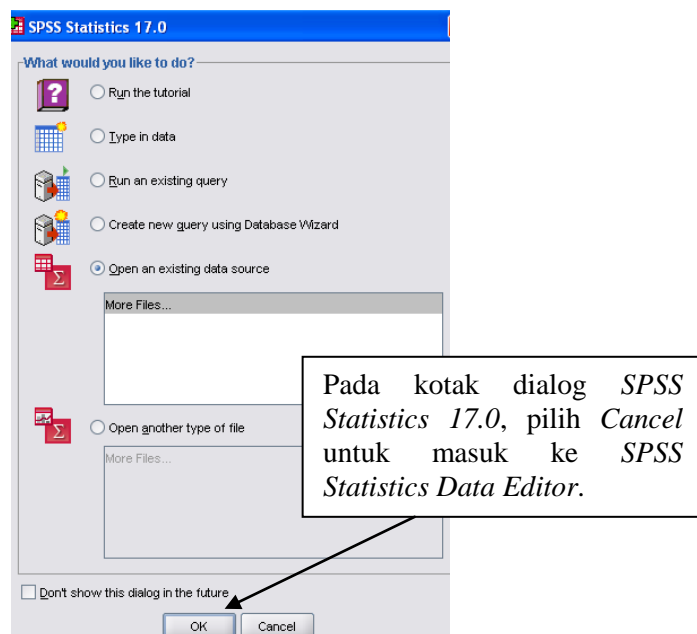 SPSS Statistics 17.0
What would you like to do?
Run the tutorial
Type in data
Run an existing query
Create new query using Database Wizard
Open an existing data source
More Files...
Pada kotak dialog SPSS
Statistics 17.0, pilih Cancel
untuk masuk ke SPSS
Statistics Data Editor.
Open another type of file
More Files...
Don't show this dialog in the future
OK Cancel